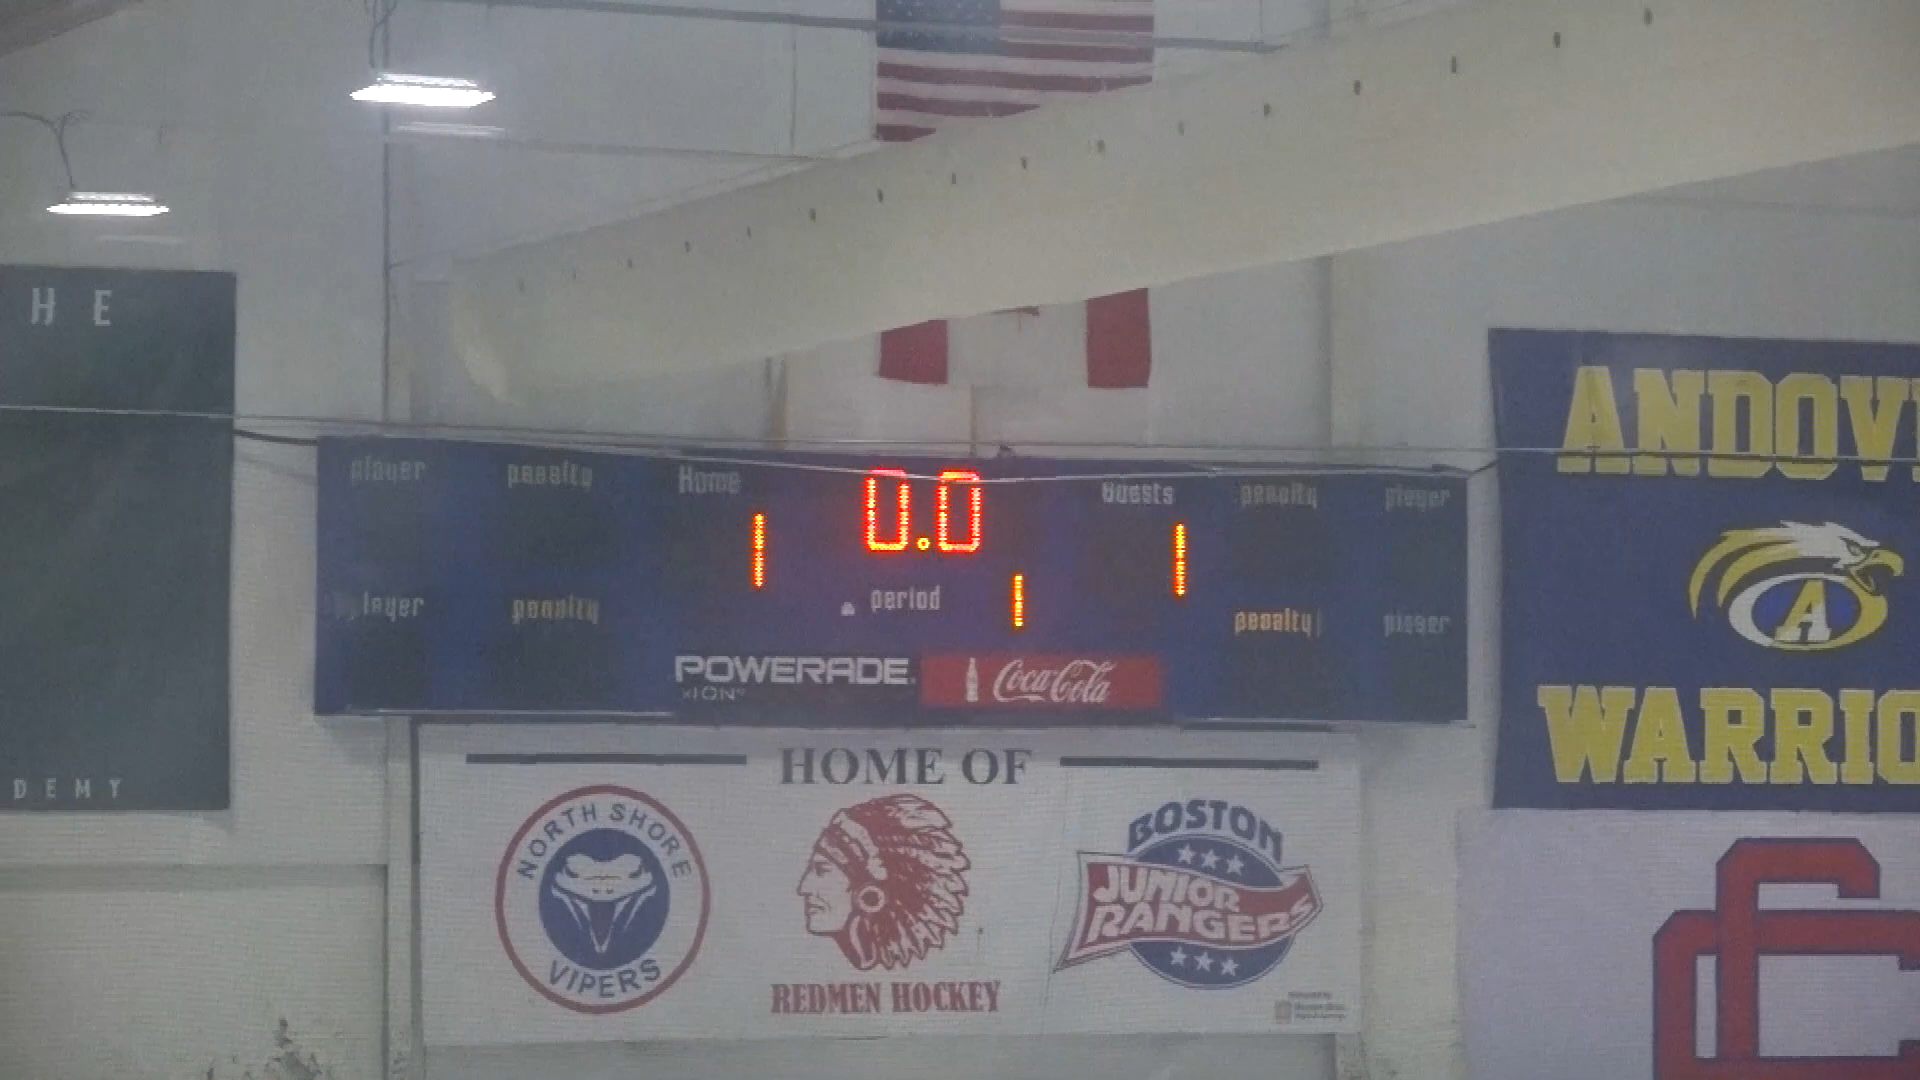 HE
DEMY
player penalty Home 0.0 Guests penalty player
1 1
player penalty period 1 penalty player
POWERADE
ION
Coca-Cola
HOME OF
NORTH SHORE
VIPERS
REDMEN HOCKEY
BOSTON
JUNIOR
RANGERS
ANDOV
A
WARRIO